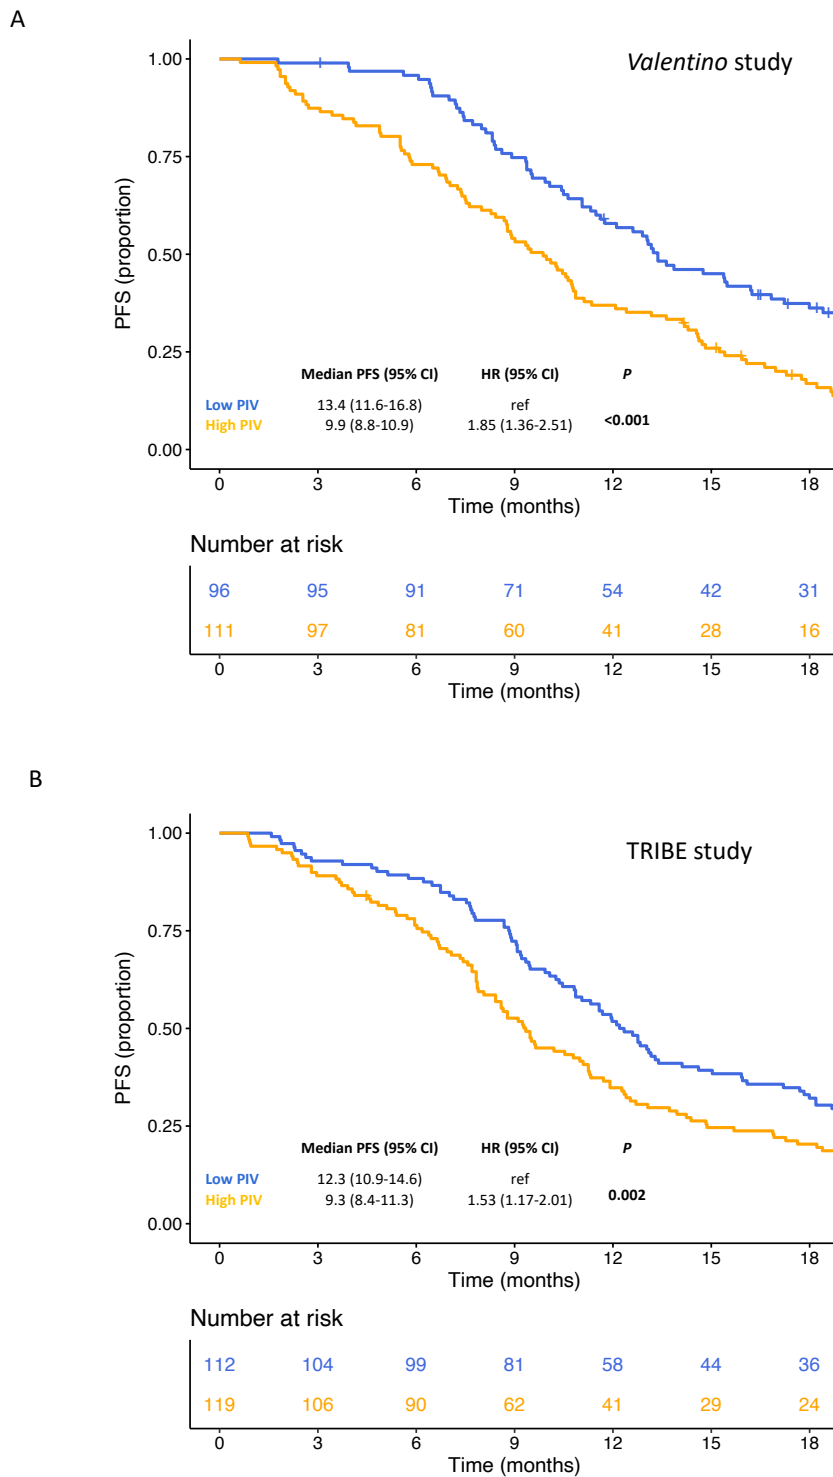 A
Valentino study
1.00
0.75
0.50
0.25
0.00
PFS (proportion)
Median PFS (95% CI) HR (95% CI) P
Low PIV 13.4 (11.6-16.8) ref
High PIV 9.9 (8.8-10.9) 1.85 (1.36-2.51) <0.001
0 3 6 9 12 15 18
Time (months)
Number at risk
96 95 91 71 54 42 31
111 97 81 60 41 28 16
0 3 6 9 12 15 18
Time (months)
B
TRIBE study
1.00
0.75
0.50
0.25
0.00
PFS (proportion)
Median PFS (95% CI) HR (95% CI) P
Low PIV 12.3 (10.9-14.6) ref
High PIV 9.3 (8.4-11.3) 1.53 (1.17-2.01) 0.002
0 3 6 9 12 15 18
Time (months)
Number at risk
112 104 99 81 58 44 36
119 106 90 62 41 29 24
0 3 6 9 12 15 18
Time (months)